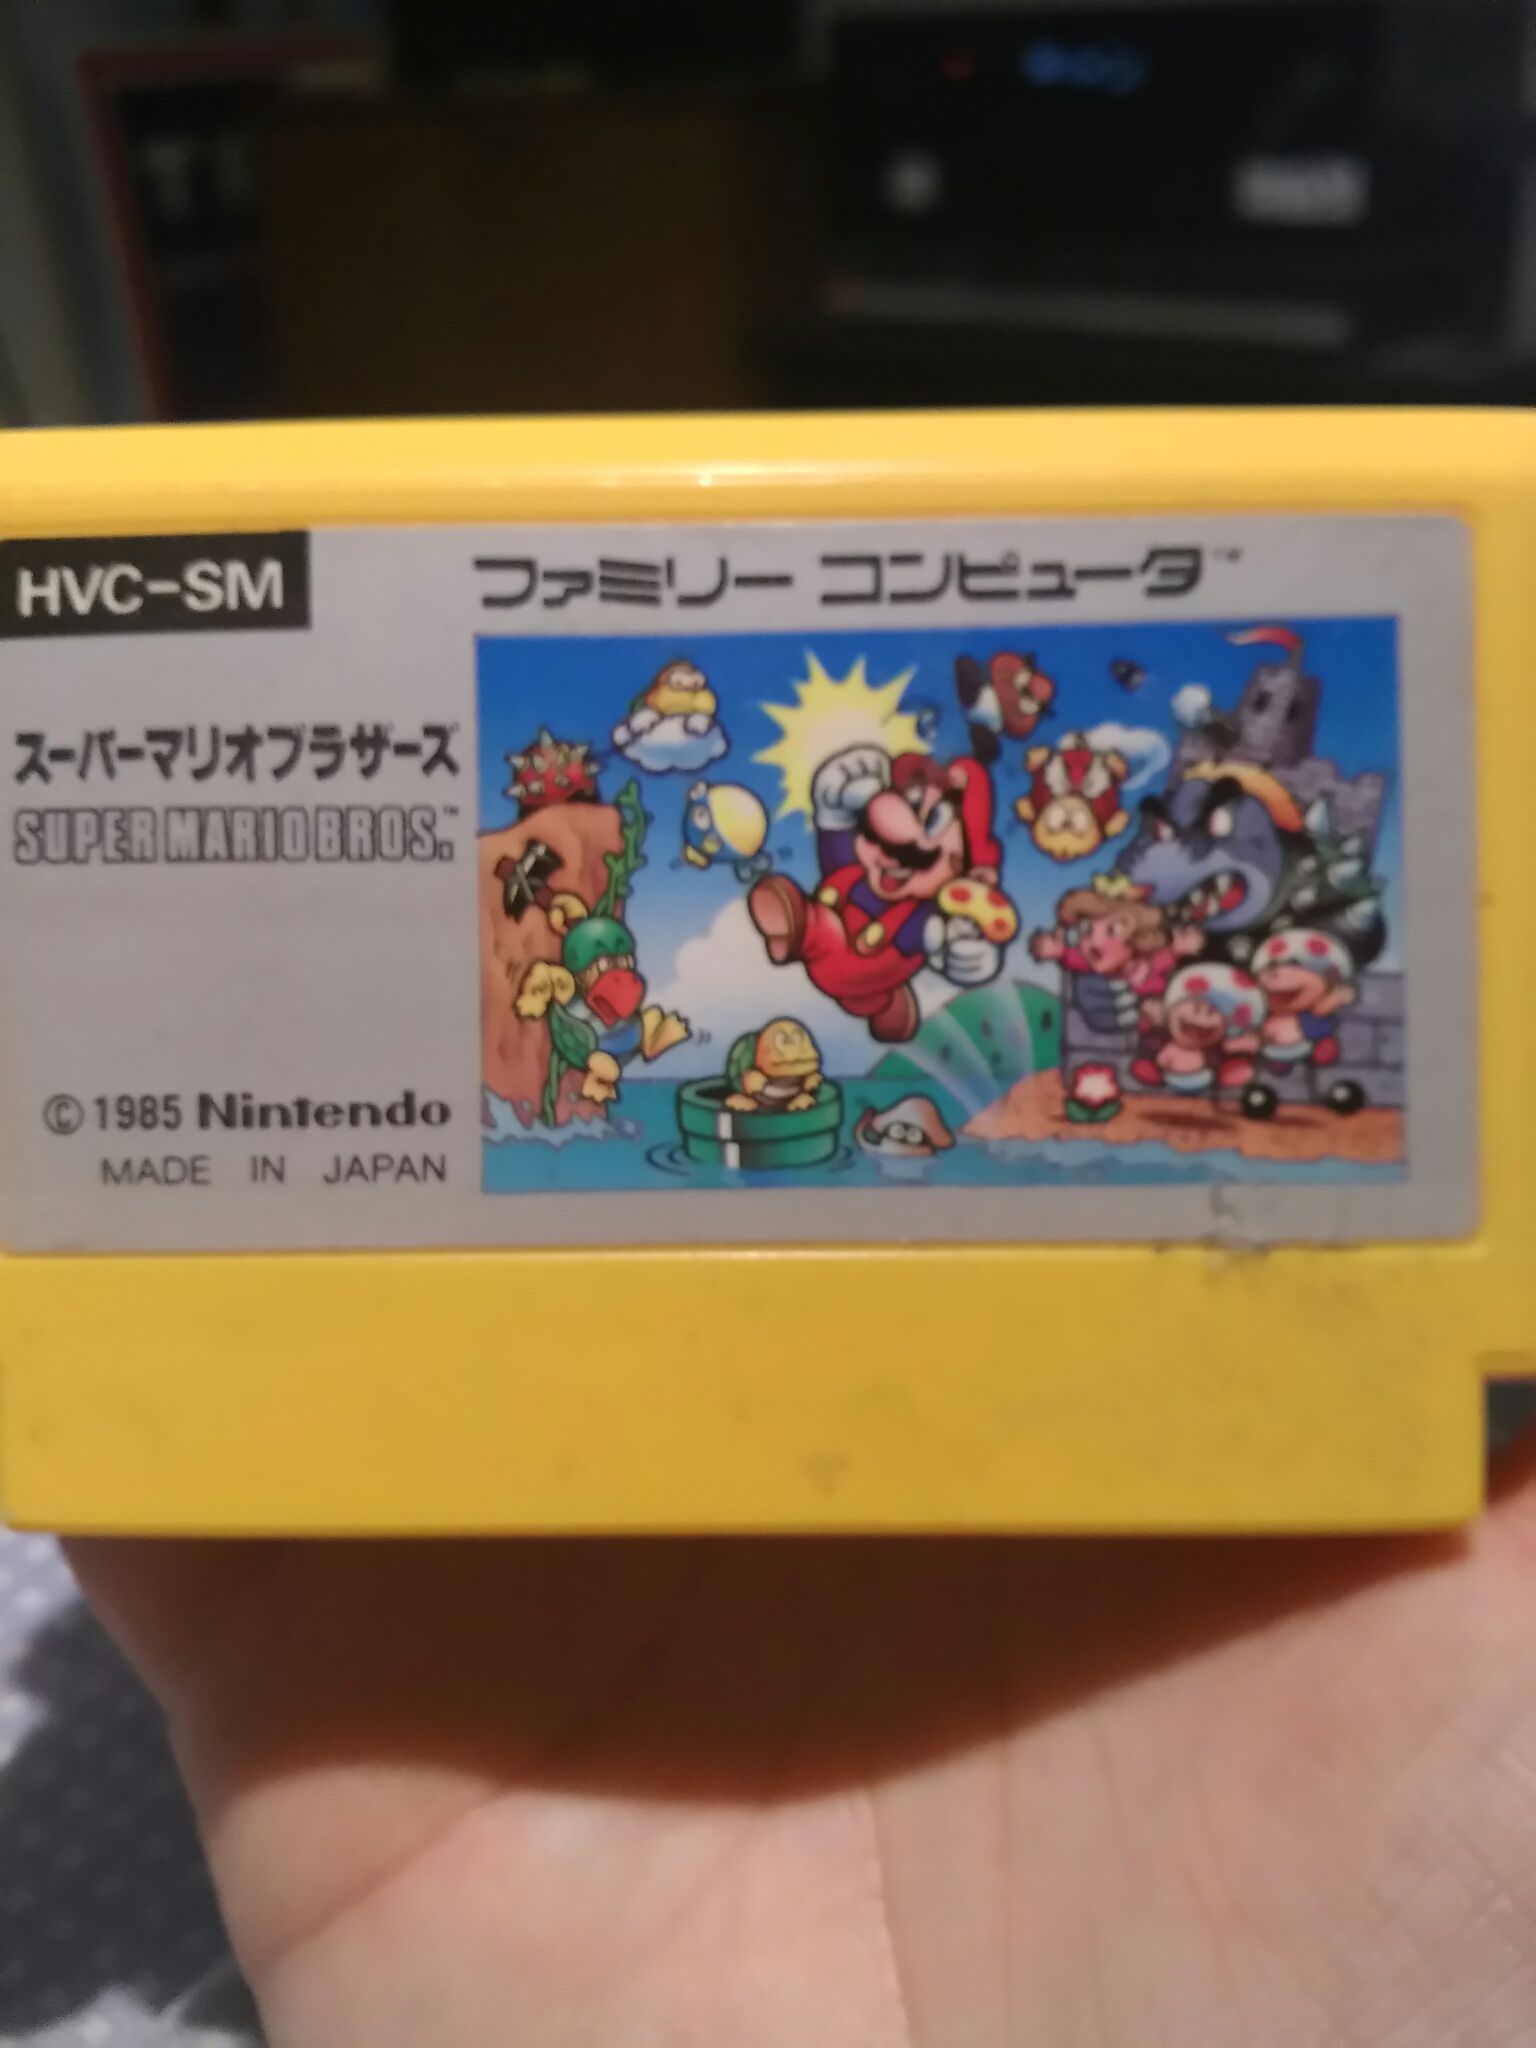 HVC-SM
ファミリー コンピュータ™
スーパーマリオブラザーズ
SUPER MARIO BROS.™
© 1985 Nintendo
MADE IN JAPAN